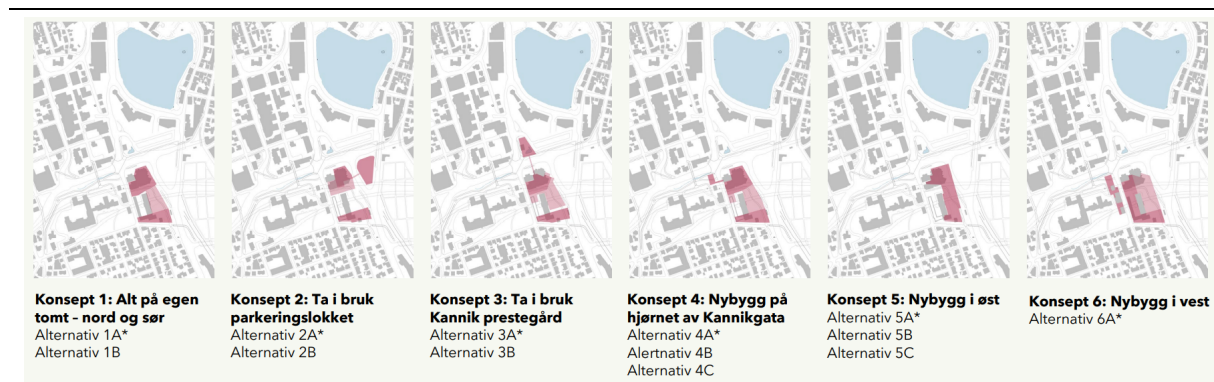 Konsept 1: Alt på egen
tomt – nord og sør
Alternativ 1A*
Alternativ 1B
Konsept 2: Ta i bruk
parkeringslokket
Alternativ 2A*
Alternativ 2B
Konsept 3: Ta i bruk
Kannik prestegård
Alternativ 3A*
Alternativ 3B
Konsept 4: Nybygg på
hjørnet av Kannikgata
Alternativ 4A*
Alertnativ 4B
Alternativ 4C
Konsept 5: Nybygg i øst
Alternativ 5A*
Alternativ 5B
Alternativ 5C
Konsept 6: Nybygg i vest
Alternativ 6A*